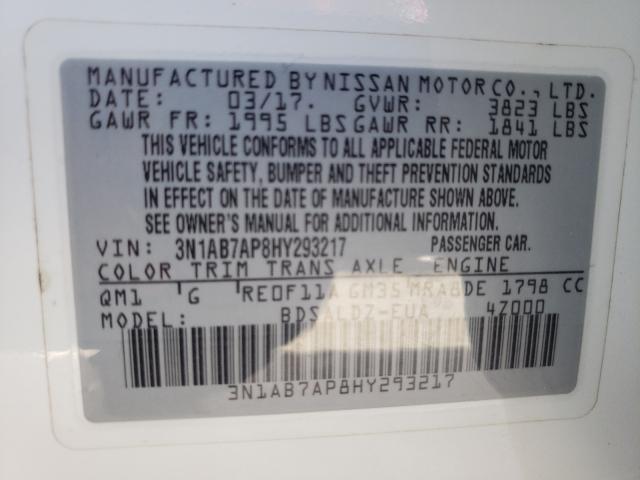 MANUFACTURED BY NISSAN MOTOR CO., LTD.
DATE: 03/17. GVWR: 3823 LBS
GAWR FR: 1995 LBS GAWR RR: 1841 LBS
THIS VEHICLE CONFORMS TO ALL APPLICABLE FEDERAL MOTOR
VEHICLE SAFETY, BUMPER AND THEFT PREVENTION STANDARDS
IN EFFECT ON THE DATE OF MANUFACTURE SHOWN ABOVE.
SEE OWNER'S MANUAL FOR ADDITIONAL INFORMATION.
VIN: 3N1AB7AP8HY293217 PASSENGER CAR.
COLOR TRIM TRANS AXLE ENGINE
QM1 G RE0F11A GM35 MRA8DE 1798 CC
MODEL: BDSALDZ-EUA 4Z000
3N1AB7AP8HY293217